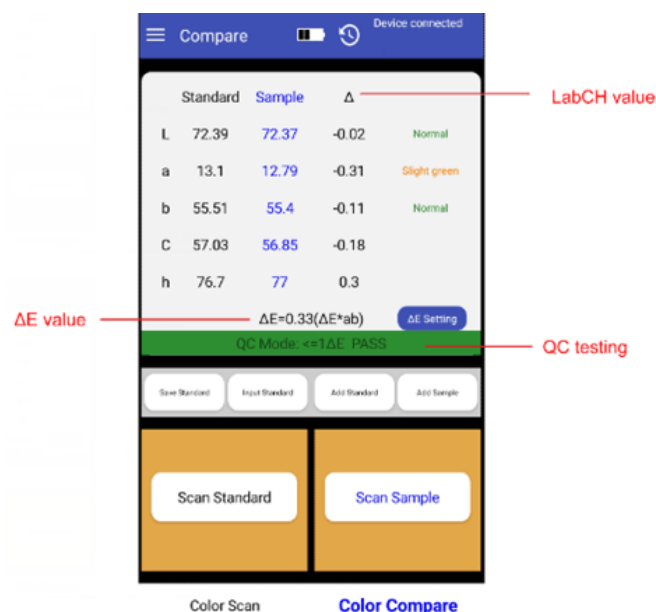 Compare
Device connected
Standard Sample Δ
LabCH value
L 72.39 72.37 -0.02 Normal
a 13.1 12.79 -0.31 Slight green
b 55.51 55.4 -0.11 Normal
C 57.03 56.85 -0.18
h 76.7 77 0.3
ΔE value
ΔE=0.33(ΔE*ab)
ΔE Setting
QC Mode: <=1ΔE PASS
QC testing
Save Standard
Input Standard
Add Standard
Add Sample
Scan Standard
Scan Sample
Color Scan
Color Compare